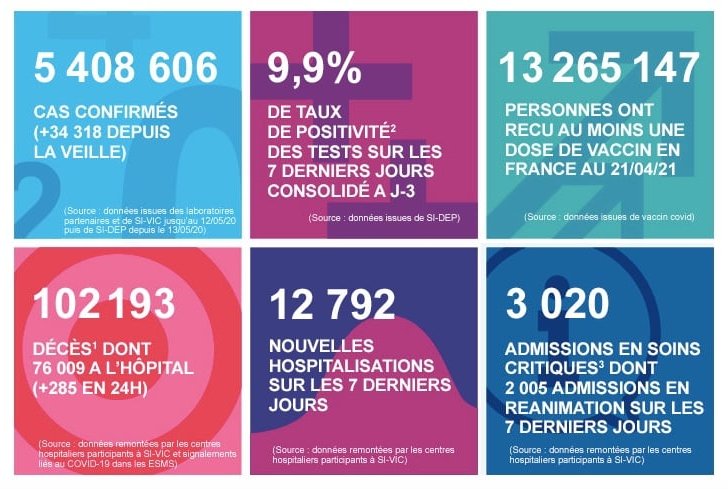 5 408 606
CAS CONFIRMÉS
(+34 318 DEPUIS
LA VEILLE)
(Source : données issues des laboratoires
partenaires et de SI-VIC jusqu'au 12/05/20
puis de SI-DEP depuis le 13/05/20)
9,9%
DE TAUX
DE POSITIVITÉ²
DES TESTS SUR LES
7 DERNIERS JOURS
CONSOLIDÉ A J-3
(Source : données issues de SI-DEP)
13 265 147
PERSONNES ONT
RECU AU MOINS UNE
DOSE DE VACCIN EN
FRANCE AU 21/04/21
(Source : données issues de vaccin covid)
102 193
DÉCÈS¹ DONT
76 009 A L'HÔPITAL
(+285 EN 24H)
(Source : données remontées par les centres
hospitaliers participants à SI-VIC et signalements
liés au COVID-19 dans les ESMS)
12 792
NOUVELLES
HOSPITALISATIONS
SUR LES 7 DERNIERS
JOURS
(Source : données remontées par les centres
hospitaliers participants à SI-VIC)
3 020
ADMISSIONS EN SOINS
CRITIQUES³ DONT
2 005 ADMISSIONS EN
REANIMATION SUR LES
7 DERNIERS JOURS
(Source : données remontées par les centres
hospitaliers participants à SI-VIC)